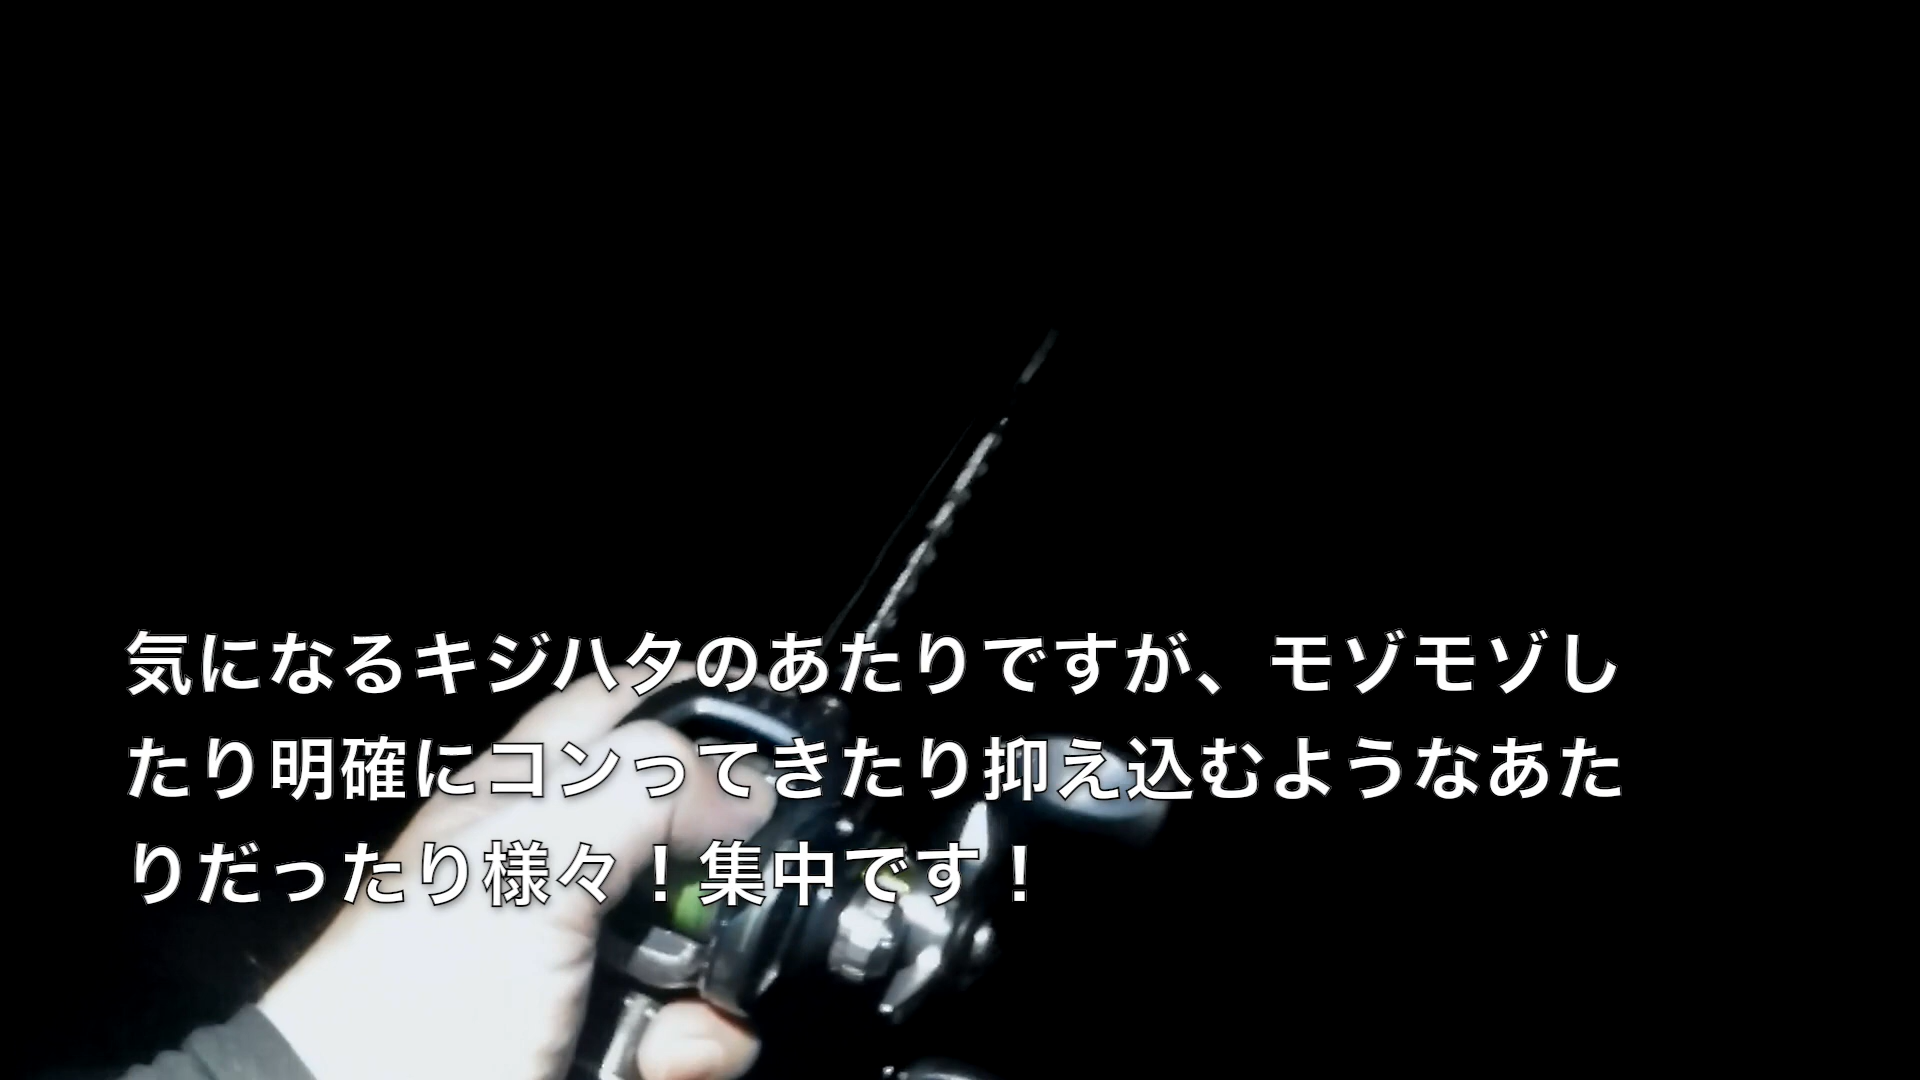 気になるキジハタのあたりですが、モゾモゾし
たり明確にコンってきたり抑え込むようなあた
りだったり様々！集中です！